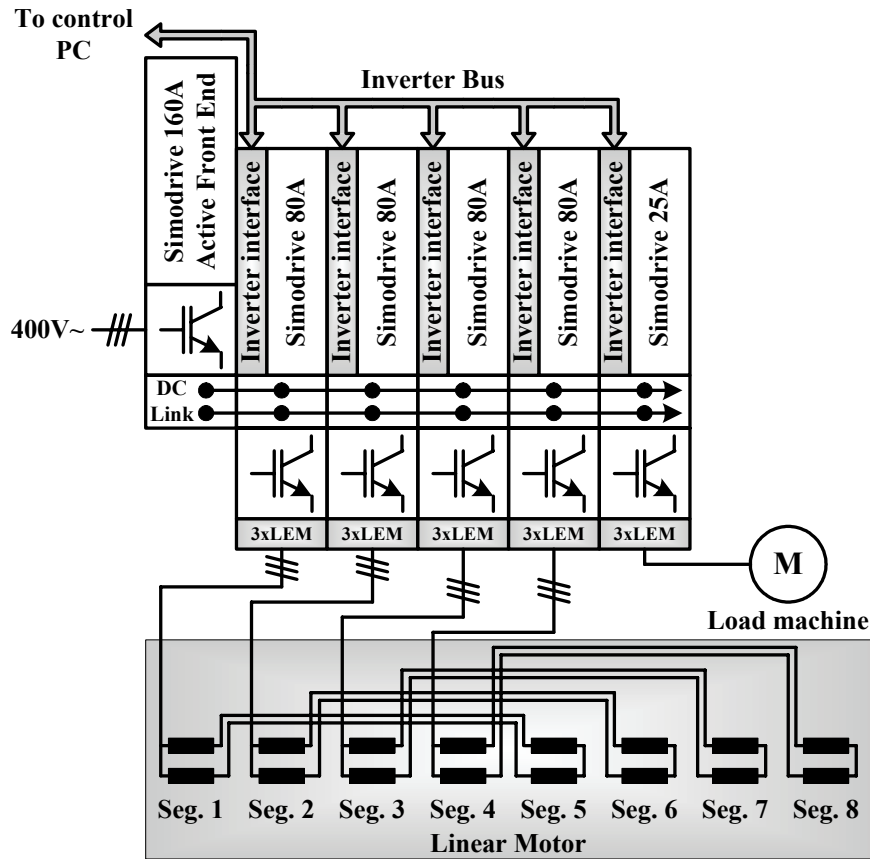 To control
PC
Inverter Bus
Simodrive 160A
Active Front End
Inverter interface
Simodrive 80A
Inverter interface
Simodrive 80A
Inverter interface
Simodrive 80A
Inverter interface
Simodrive 80A
Inverter interface
Simodrive 25A
400V~
DC
Link
3xLEM
3xLEM
3xLEM
3xLEM
3xLEM
M
Load machine
Seg. 1
Seg. 2
Seg. 3
Seg. 4
Seg. 5
Seg. 6
Seg. 7
Seg. 8
Linear Motor